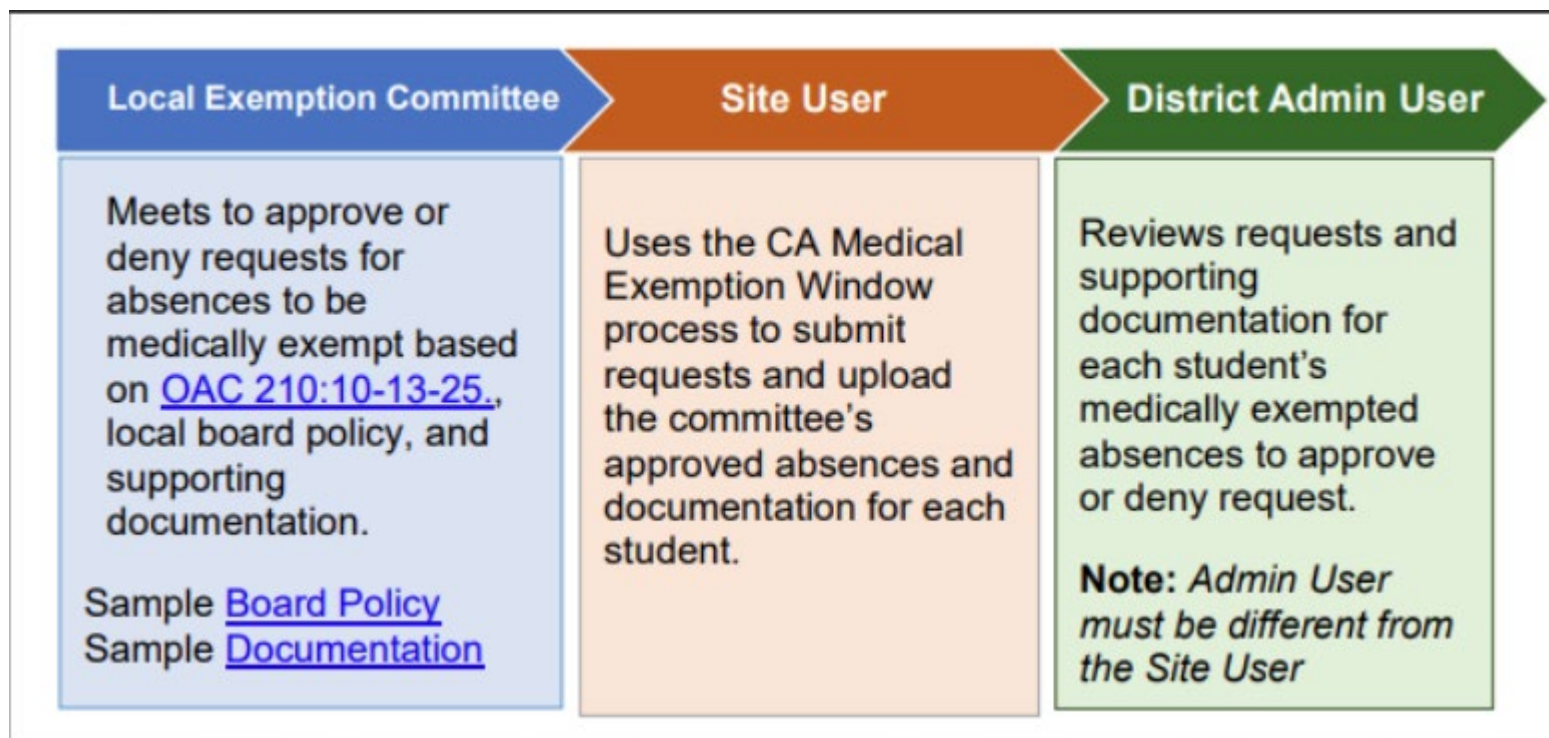 Local Exemption Committee
Site User
District Admin User
Meets to approve or
deny requests for
absences to be
medically exempt based
on OAC 210:10-13-25.,
local board policy, and
supporting
documentation.
Sample Board Policy
Sample Documentation
Uses the CA Medical
Exemption Window
process to submit
requests and upload
the committee’s
approved absences and
documentation for each
student.
Reviews requests and
supporting
documentation for
each student’s
medically exempted
absences to approve
or deny request.
Note: Admin User
must be different from
the Site User